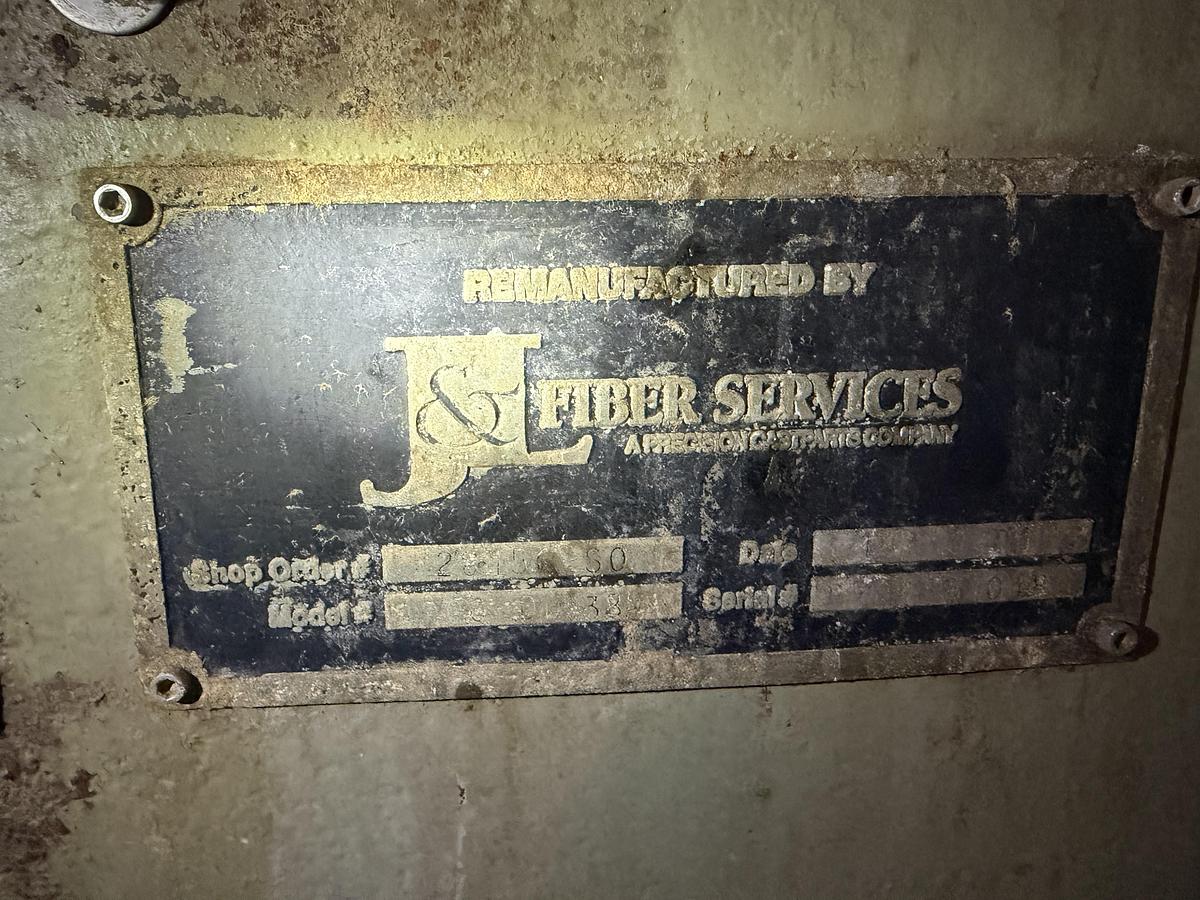 REMANUFACTURED BY
J&L FIBER SERVICES
A PRECISION CASTPARTS COMPANY
Shop Order # Date
Model # Serial #